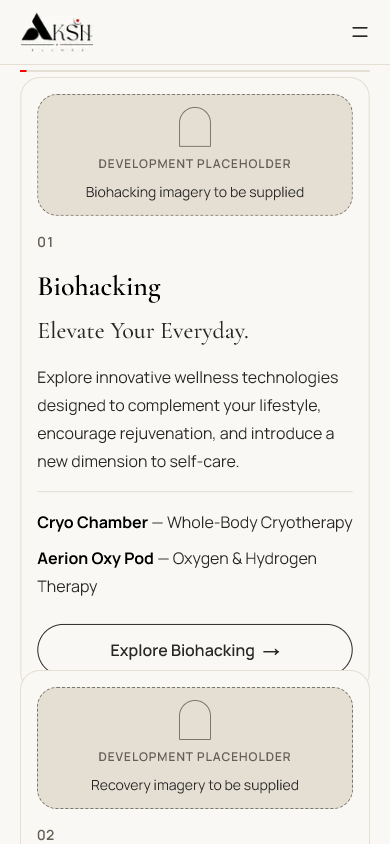 AKSH
DEVELOPMENT PLACEHOLDER
Biohacking imagery to be supplied
01
Biohacking
Elevate Your Everyday.
Explore innovative wellness technologies
designed to complement your lifestyle,
encourage rejuvenation, and introduce a
new dimension to self-care.
Cryo Chamber — Whole-Body Cryotherapy
Aerion Oxy Pod — Oxygen & Hydrogen
Therapy
Explore Biohacking →
DEVELOPMENT PLACEHOLDER
Recovery imagery to be supplied
02